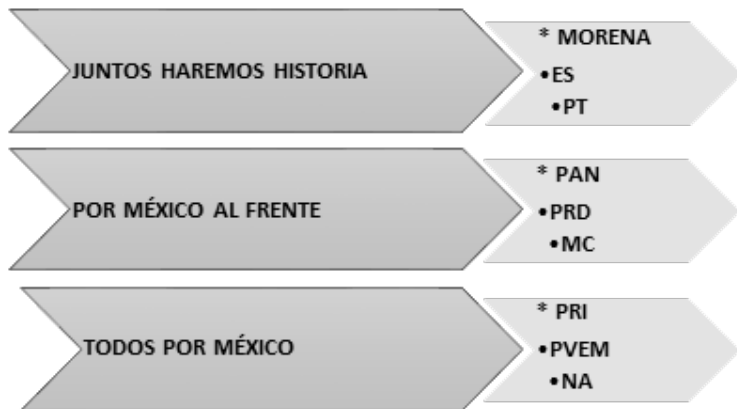 JUNTOS HAREMOS HISTORIA
* MORENA
•ES
•PT
POR MÉXICO AL FRENTE
* PAN
•PRD
•MC
TODOS POR MÉXICO
* PRI
•PVEM
•NA